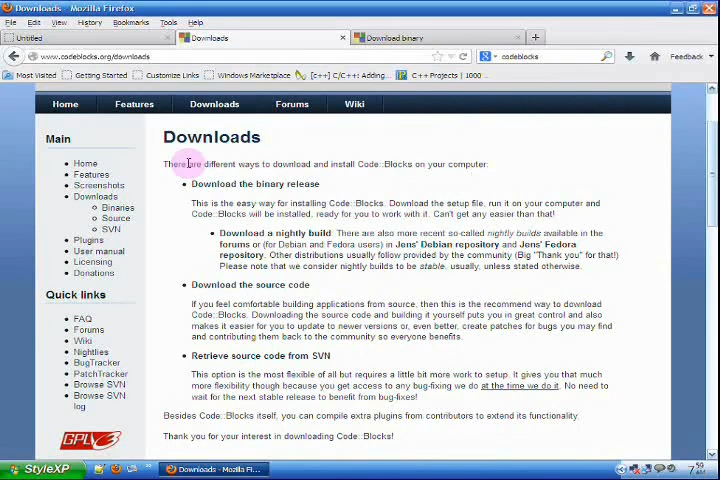 Downloads - Mozilla Firefox
File Edit View History Bookmarks Tools Help
Untitled × Downloads × Download binary × +
www.codeblocks.org/downloads codeblocks Feedback
Most Visited Getting Started Customize Links Windows Marketplace [c++] C/C++: Adding... C++ Projects | 1000 ...
Home Features Downloads Forums Wiki
Main
Home
Features
Screenshots
Downloads
Binaries
Source
SVN
Plugins
User manual
Licensing
Donations
Quick links
FAQ
Forums
Wiki
Nightlies
BugTracker
PatchTracker
Browse SVN
Browse SVN
log
GPL
Downloads
There are different ways to download and install Code::Blocks on your computer:
Download the binary release
This is the easy way for installing Code::Blocks. Download the setup file, run it on your computer and
Code::Blocks will be installed, ready for you to work with it. Can't get any easier than that!
Download a nightly build: There are also more recent so-called nightly builds available in the
forums or (for Debian and Fedora users) in Jens' Debian repository and Jens' Fedora
repository. Other distributions usually follow provided by the community (Big "Thank you" for that!)
Please note that we consider nightly builds to be stable, usually, unless stated otherwise.
Download the source code
If you feel comfortable building applications from source, then this is the recommend way to download
Code::Blocks. Downloading the source code and building it yourself puts you in great control and also
makes it easier for you to update to newer versions or, even better, create patches for bugs you may find
and contributing them back to the community so everyone benefits.
Retrieve source code from SVN
This option is the most flexible of all but requires a little bit more work to setup. It gives you that much
more flexibility though because you get access to any bug-fixing we do at the time we do it. No need to
wait for the next stable release to benefit from bug-fixes!
Besides Code::Blocks itself, you can compile extra plugins from contributors to extend its functionality.
Thank you for your interest in downloading Code::Blocks!
StyleXP Downloads - Mozilla Fi...